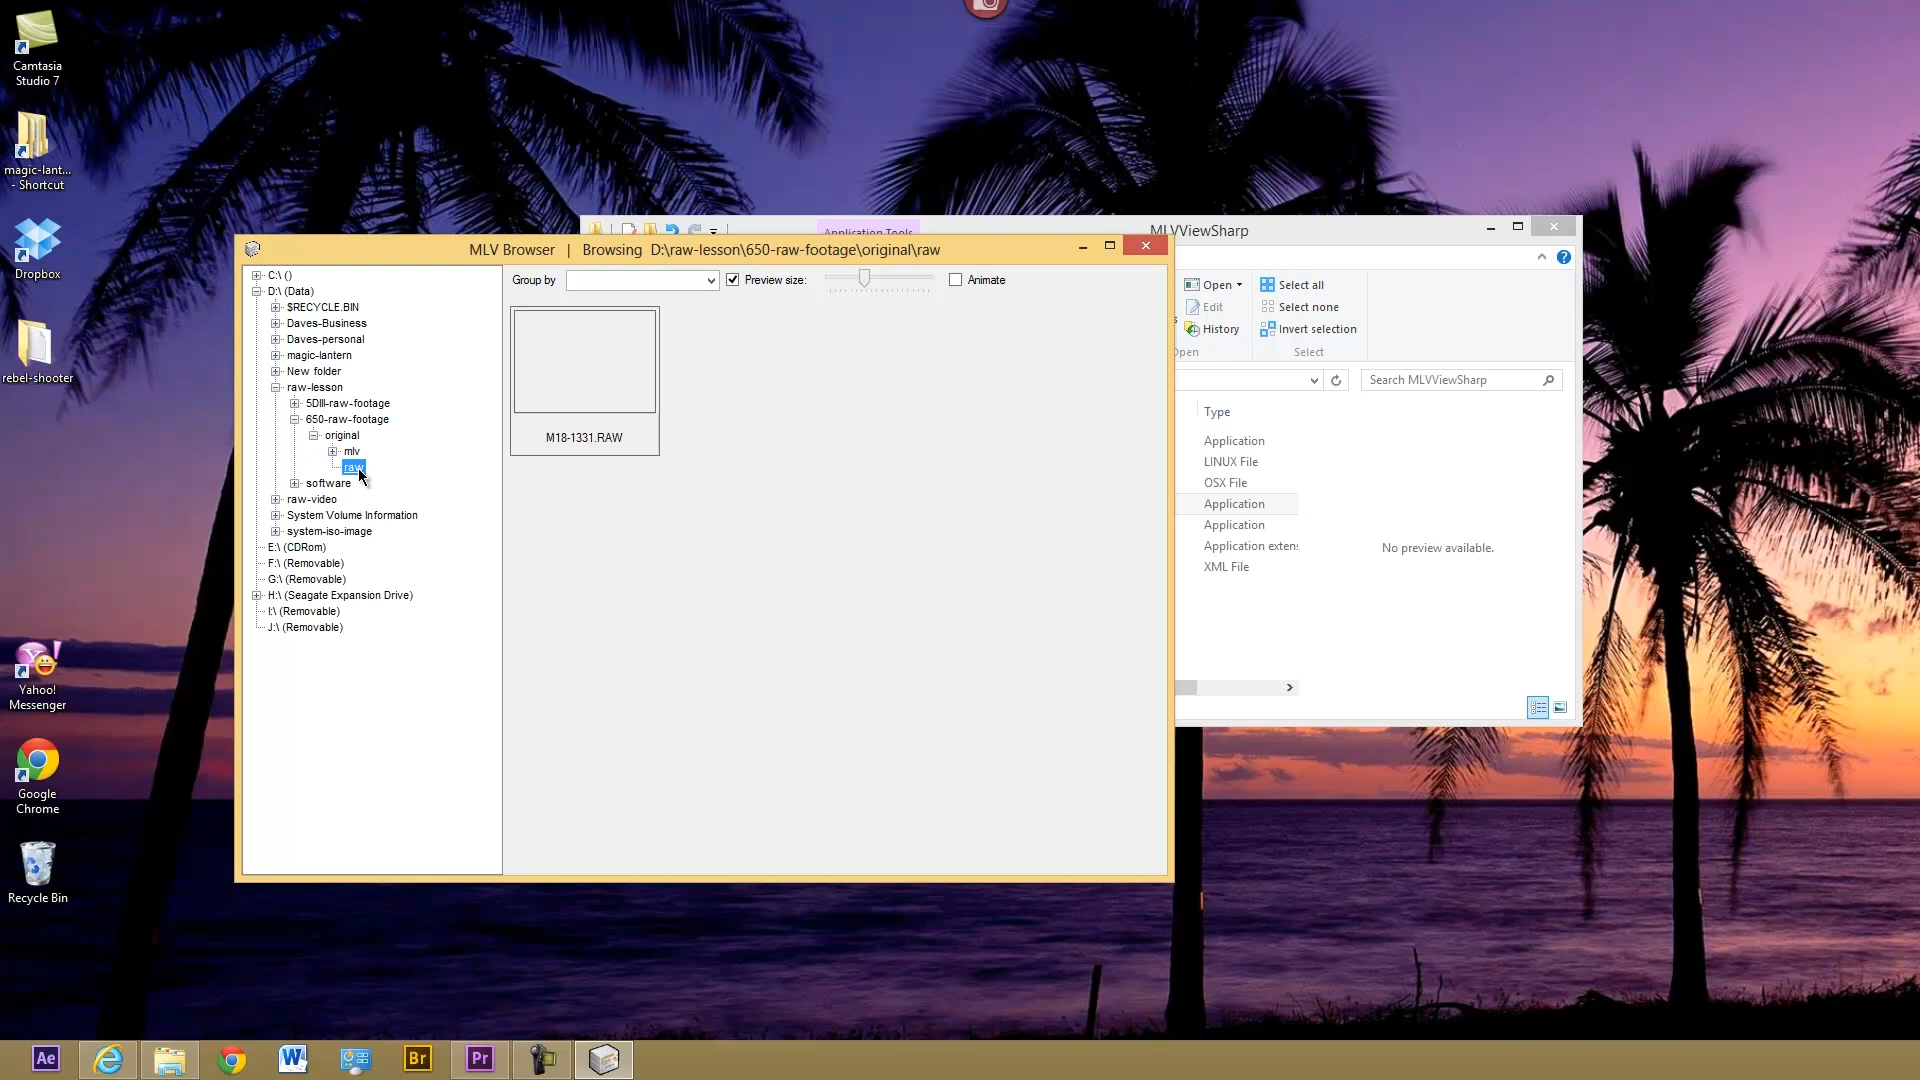 Camtasia
Studio 7
magic-lant...
- Shortcut
Dropbox
rebel-shooter
Yahoo!
Messenger
Google
Chrome
Recycle Bin
Application Tools
MLVViewSharp
MLV Browser | Browsing D:\raw-lesson\650-raw-footage\original\raw
C:\ ()
D:\ (Data)
$RECYCLE.BIN
Daves-Business
Daves-personal
magic-lantern
New folder
raw-lesson
5DIII-raw-footage
650-raw-footage
original
mlv
raw
software
raw-video
System Volume Information
system-iso-image
E:\ (CDRom)
F:\ (Removable)
G:\ (Removable)
H:\ (Seagate Expansion Drive)
I:\ (Removable)
J:\ (Removable)
Group by
Preview size:
Animate
M18-1331.RAW
Open
Edit
History
Select all
Select none
Invert selection
Select
Search MLVViewSharp
Type
Application
LINUX File
OSX File
Application
Application
Application exten
XML File
No preview available.
Ae
W
Br
Pr